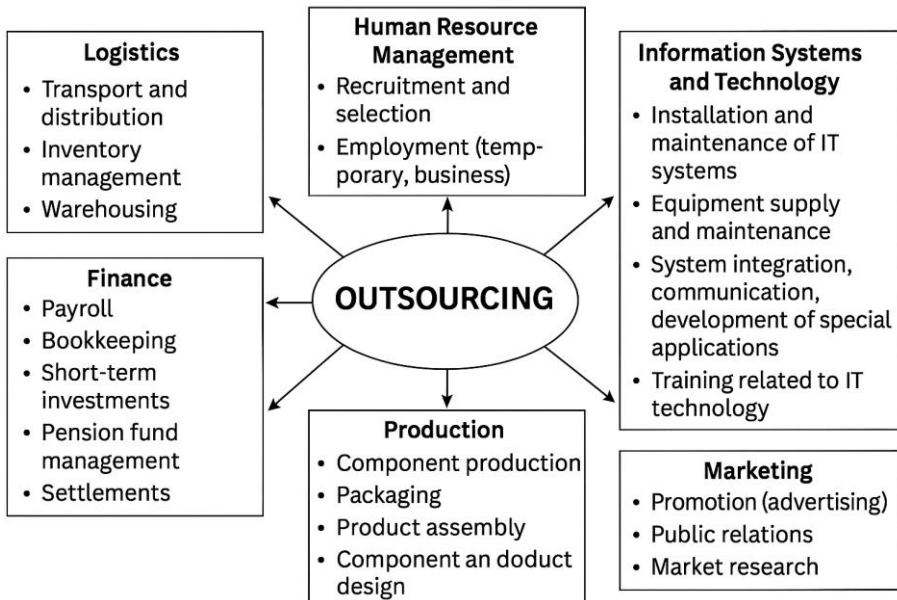 Logistics
• Transport and
distribution
• Inventory
management
• Warehousing
Human Resource
Management
• Recruitment and
selection
• Employment (temp-
porary, business)
Information Systems
and Technology
• Installation and
maintenance of IT
systems
• Equipment supply
and maintenance
• System integration,
communication,
development of special
applications
• Training related to IT
technology
OUTSOURCING
Finance
• Payroll
• Bookkeeping
• Short-term
investments
• Pension fund
management
• Settlements
Production
• Component production
• Packaging
• Product assembly
• Component an doduct
design
Marketing
• Promotion (advertising)
• Public relations
• Market research